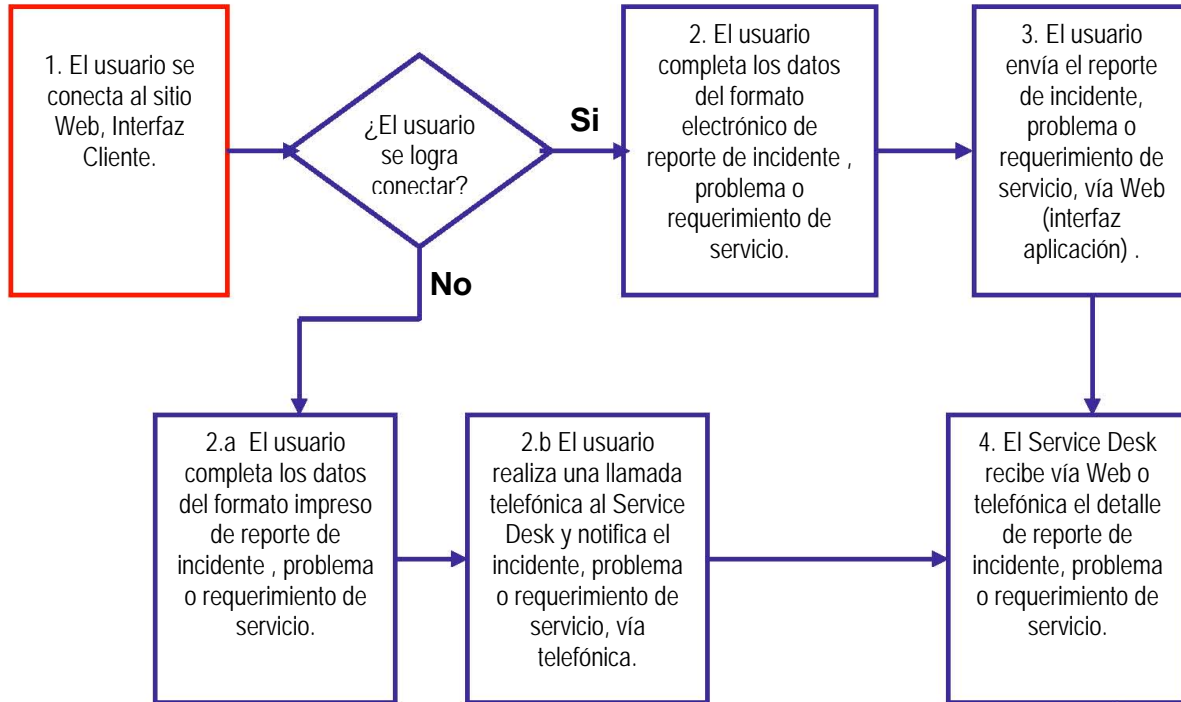 1. El usuario se
conecta al sitio
Web, Interfaz
Cliente.
¿El usuario
se logra
conectar?
Si
No
2. El usuario
completa los datos
del formato
electrónico de
reporte de incidente ,
problema o
requerimiento de
servicio.
3. El usuario
envía el reporte
de incidente,
problema o
requerimiento de
servicio, vía Web
(interfaz
aplicación) .
2.a El usuario
completa los datos
del formato impreso
de reporte de
incidente , problema
o requerimiento de
servicio.
2.b El usuario
realiza una llamada
telefónica al Service
Desk y notifica el
incidente, problema
o requerimiento de
servicio, vía
telefónica.
4. El Service Desk
recibe vía Web o
telefónica el detalle
de reporte de
incidente, problema
o requerimiento de
servicio.